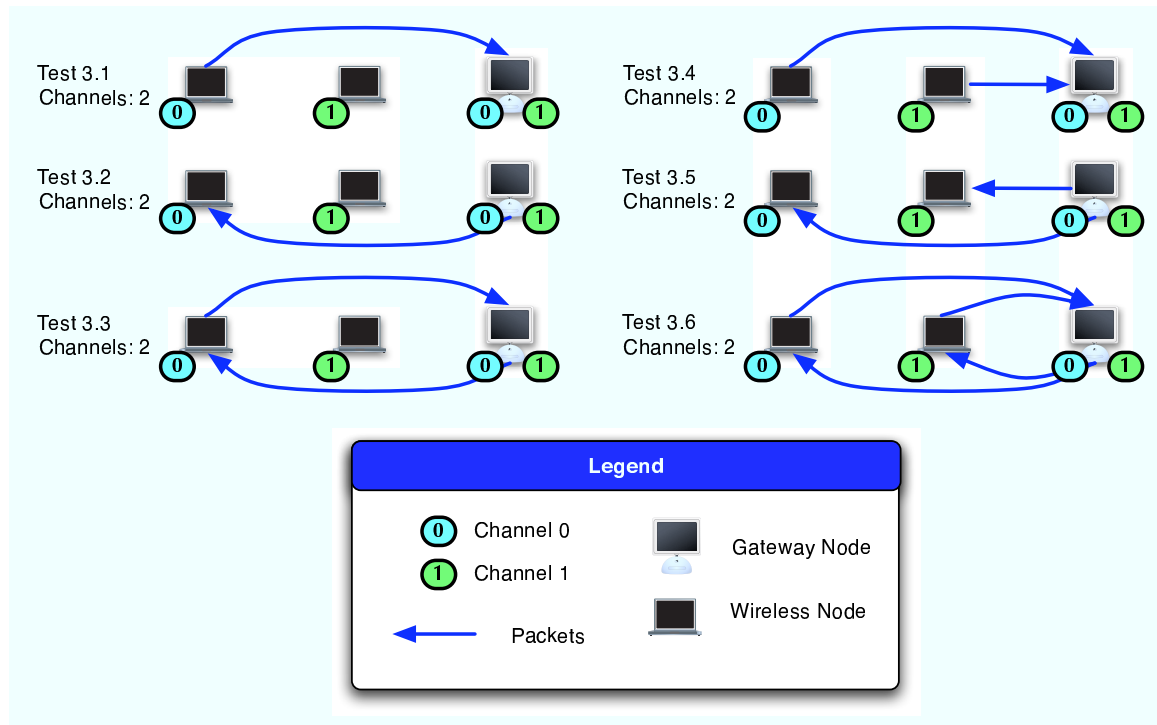 Test 3.1
Channels: 2
0
1
0
1
Test 3.2
Channels: 2
0
1
0
1
Test 3.3
Channels: 2
0
1
0
1
Test 3.4
Channels: 2
0
1
0
1
Test 3.5
Channels: 2
0
1
0
1
Test 3.6
Channels: 2
0
1
0
1
Legend
0 Channel 0
1 Channel 1
Packets
Gateway Node
Wireless Node